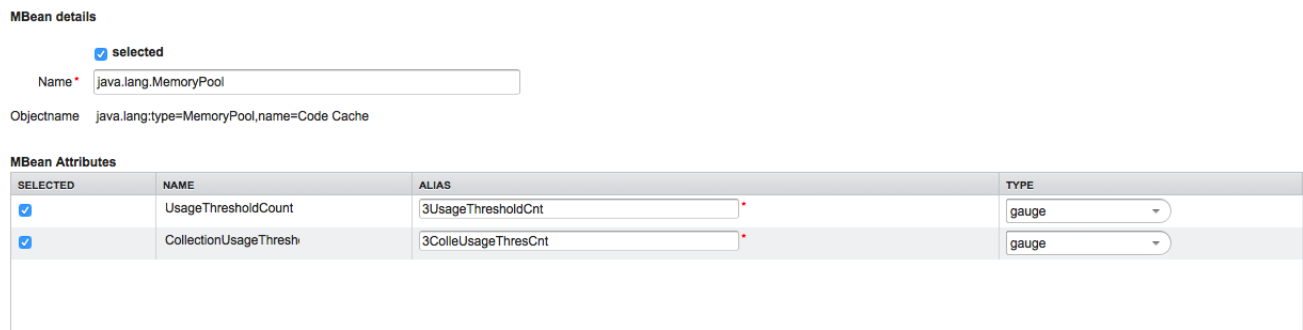 MBean details
selected
Name * java.lang.MemoryPool
Objectname java.lang:type=MemoryPool,name=Code Cache
MBean Attributes
SELECTED NAME ALIAS TYPE
UsageThresholdCount 3UsageThresholdCnt * gauge
CollectionUsageThresh 3ColleUsageThresCnt * gauge